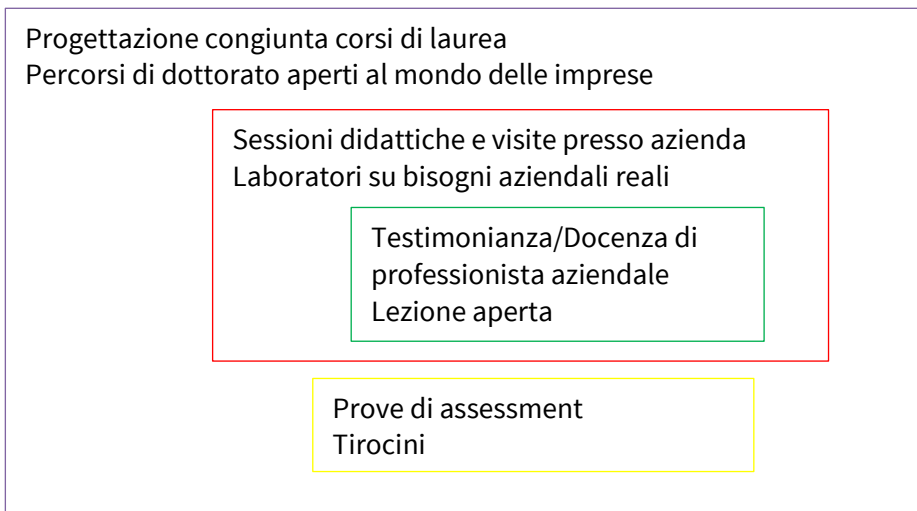 Progettazione congiunta corsi di laurea
Percorsi di dottorato aperti al mondo delle imprese
Sessioni didattiche e visite presso azienda
Laboratori su bisogni aziendali reali
Testimonianza/Docenza di
professionista aziendale
Lezione aperta
Prove di assessment
Tirocini